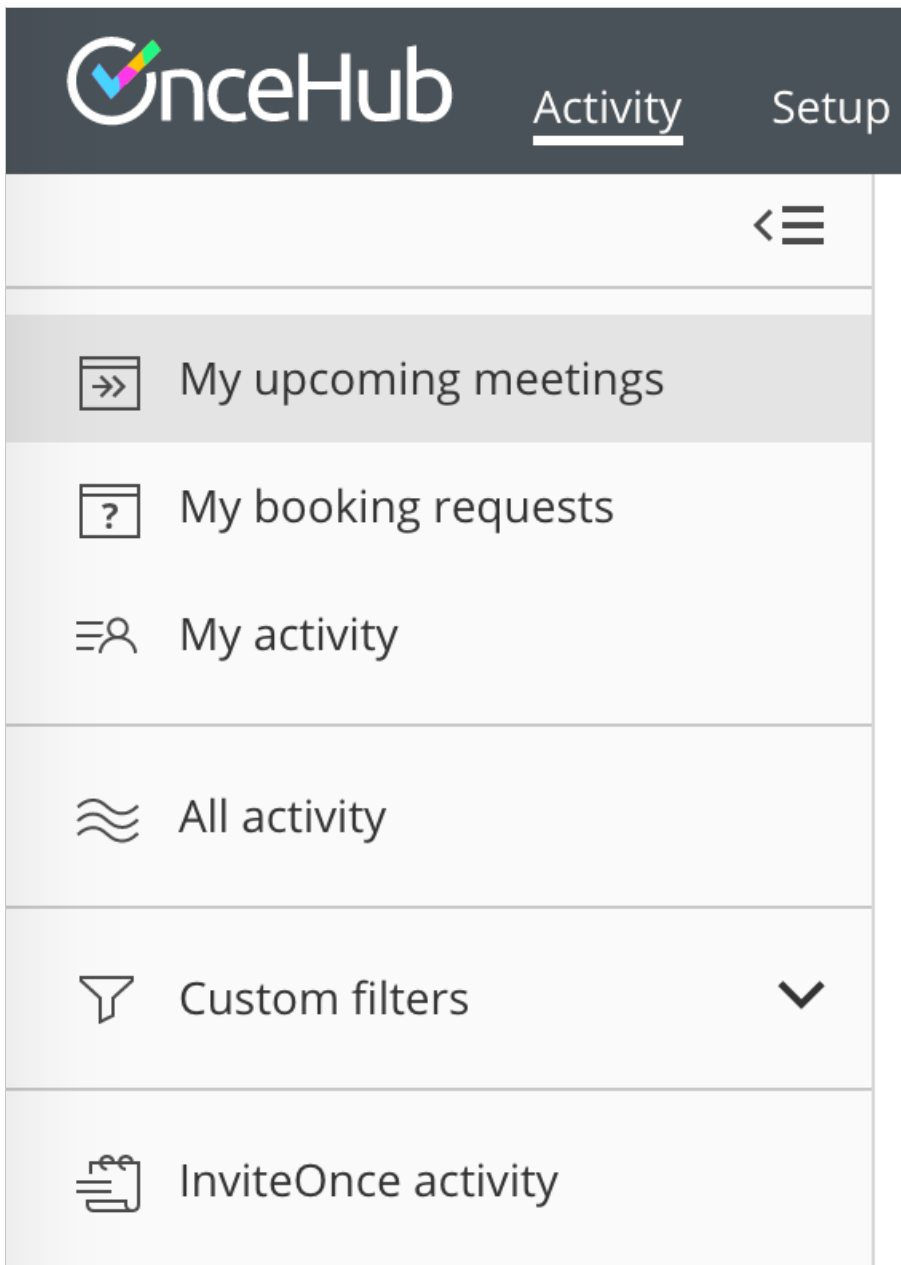 OnceHub
Activity
Setup
My upcoming meetings
?
My booking requests
My activity
All activity
Custom filters
InviteOnce activity